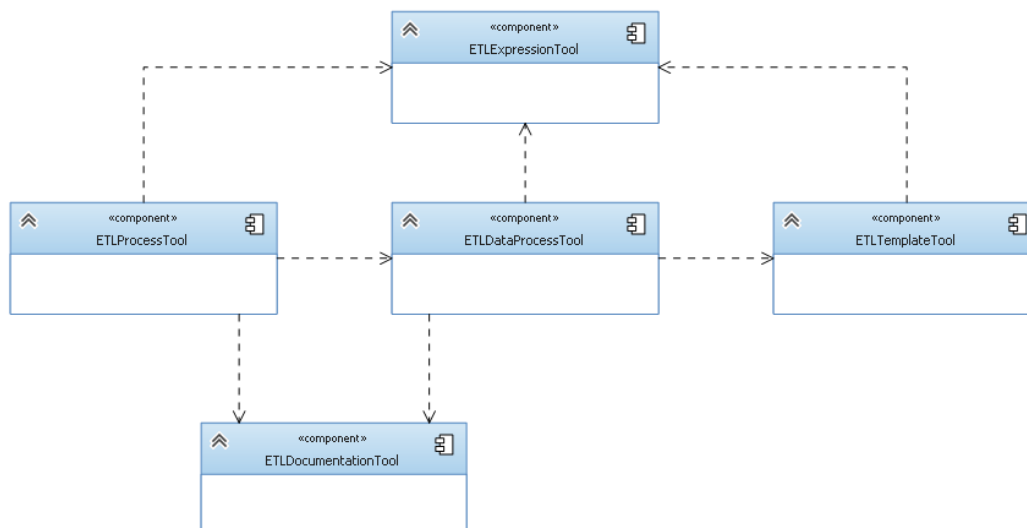 «component»
ETLExpressionTool
«component»
ETLProcessTool
«component»
ETLDataProcessTool
«component»
ETLTemplateTool
«component»
ETLDocumentationTool